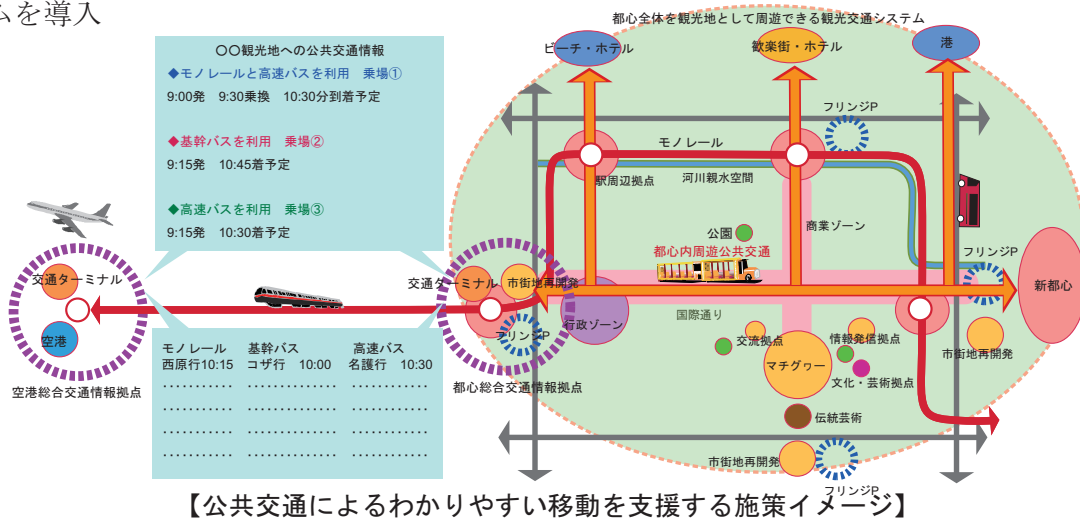 ムを導入
都心全体を観光地として周遊できる観光交通システム
〇〇観光地への公共交通情報
◆モノレールと高速バスを利用 乗場①
9:00発 9:30乗換 10:30分到着予定
◆基幹バスを利用 乗場②
9:15発 10:45着予定
◆高速バスを利用 乗場③
9:15発 10:30着予定
ビーチ・ホテル
歓楽街・ホテル
港
フリンジP
モノレール
駅周辺拠点
河川親水空間
公園
商業ゾーン
都心内周遊公共交通
フリンジP
交通ターミナル
空港
空港総合交通情報拠点
交通ターミナル
市街地再開発
フリンジP
都心総合交通情報拠点
行政ゾーン
国際通り
新都心
モノレール 基幹バス 高速バス
西原行10:15 コザ行 10:00 名護行 10:30
………… ………… …………
………… ………… …………
………… ………… …………
………… ………… …………
交流拠点
情報発信拠点
市街地再開発
マチグヮー
文化・芸術拠点
伝統芸術
市街地再開発
フリンジP
【公共交通によるわかりやすい移動を支援する施策イメージ】